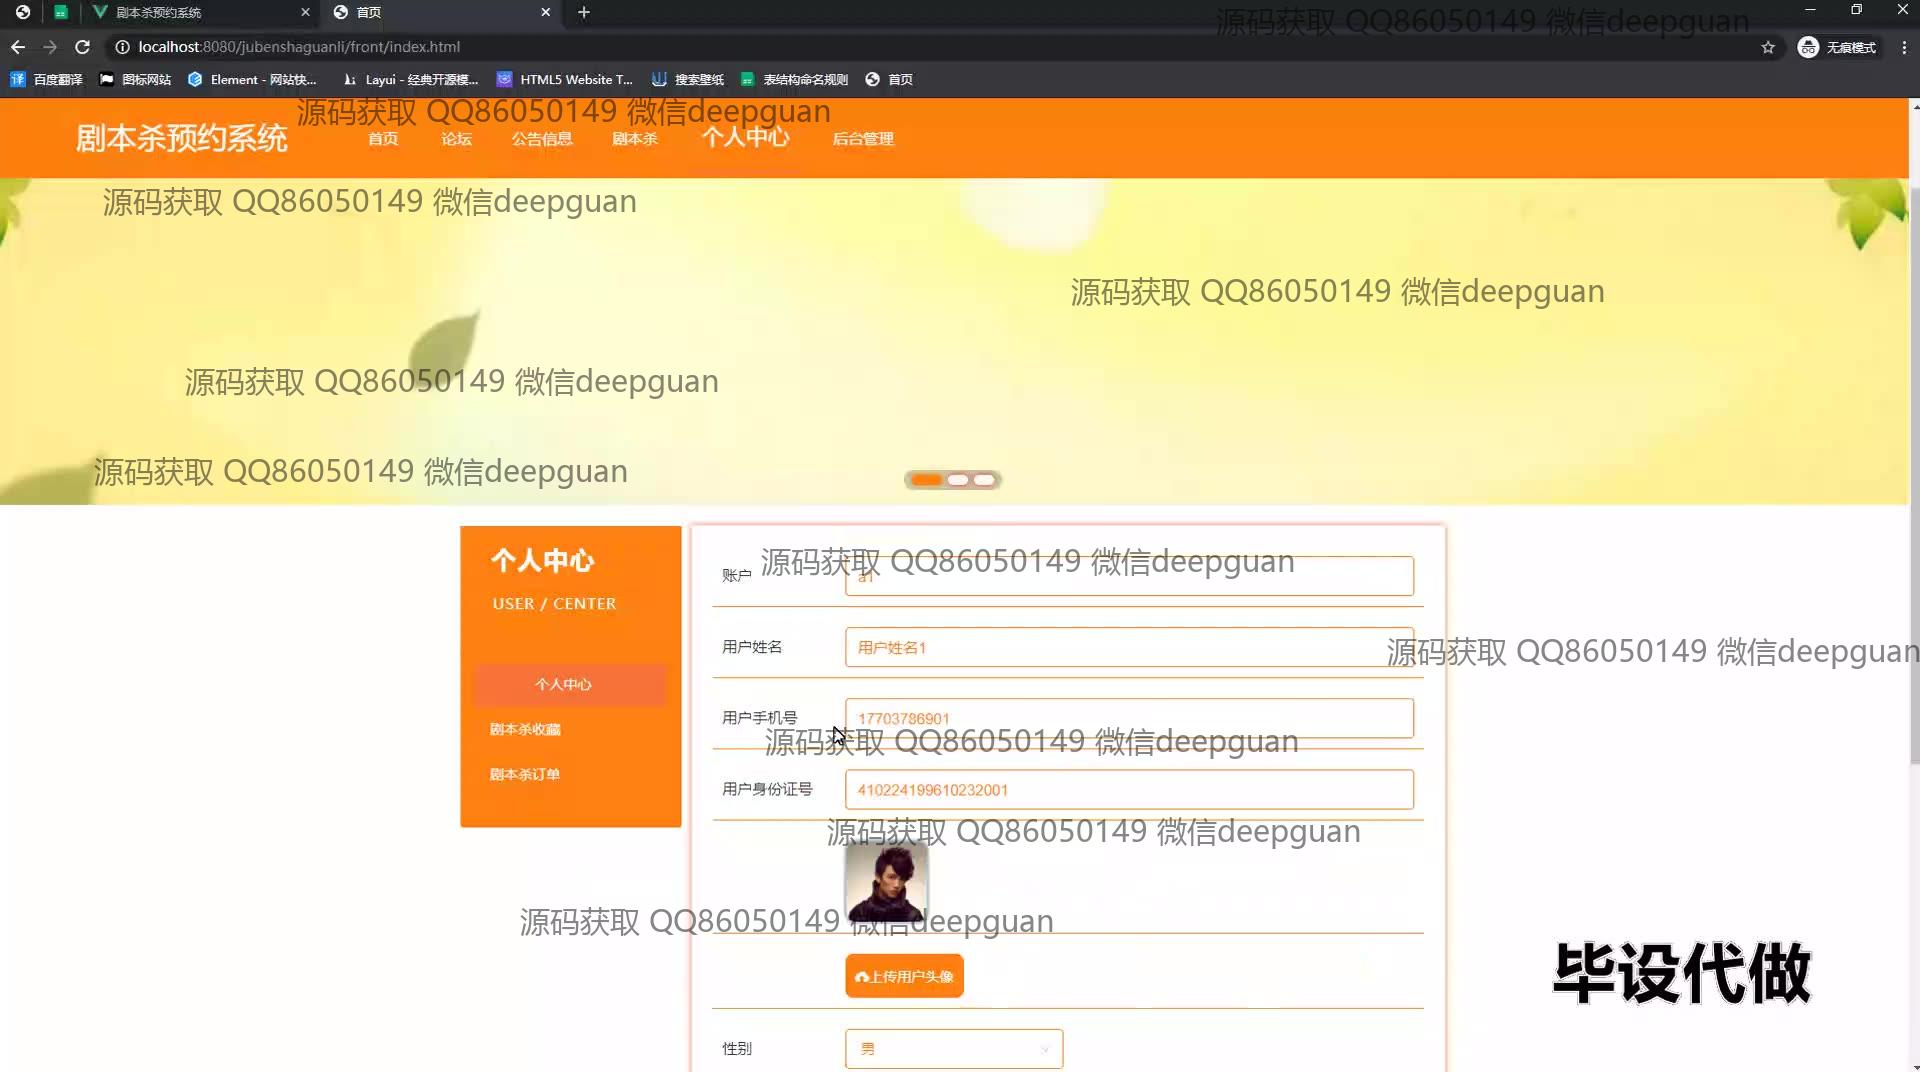 剧本杀预约系统
首页
源码获取 QQ86050149 微信deepguan
localhost:8080/jubenshaguanli/front/index.html
无痕模式
百度翻译
图标网站
Element - 网站快...
Layui - 经典开源模...
HTML5 Website T...
搜索壁纸
表结构命名规则
首页
源码获取 QQ86050149 微信deepguan
剧本杀预约系统
首页
论坛
公告信息
剧本杀
个人中心
后台管理
源码获取 QQ86050149 微信deepguan
源码获取 QQ86050149 微信deepguan
源码获取 QQ86050149 微信deepguan
源码获取 QQ86050149 微信deepguan
个人中心
USER / CENTER
个人中心
剧本杀收藏
剧本杀订单
源码获取 QQ86050149 微信deepguan
账户
a1
用户姓名
用户姓名1
源码获取 QQ86050149 微信deepguan
用户手机号
17703786901
源码获取 QQ86050149 微信deepguan
用户身份证号
410224199610232001
源码获取 QQ86050149 微信deepguan
源码获取 QQ86050149 微信deepguan
上传用户头像
毕设代做
性别
男